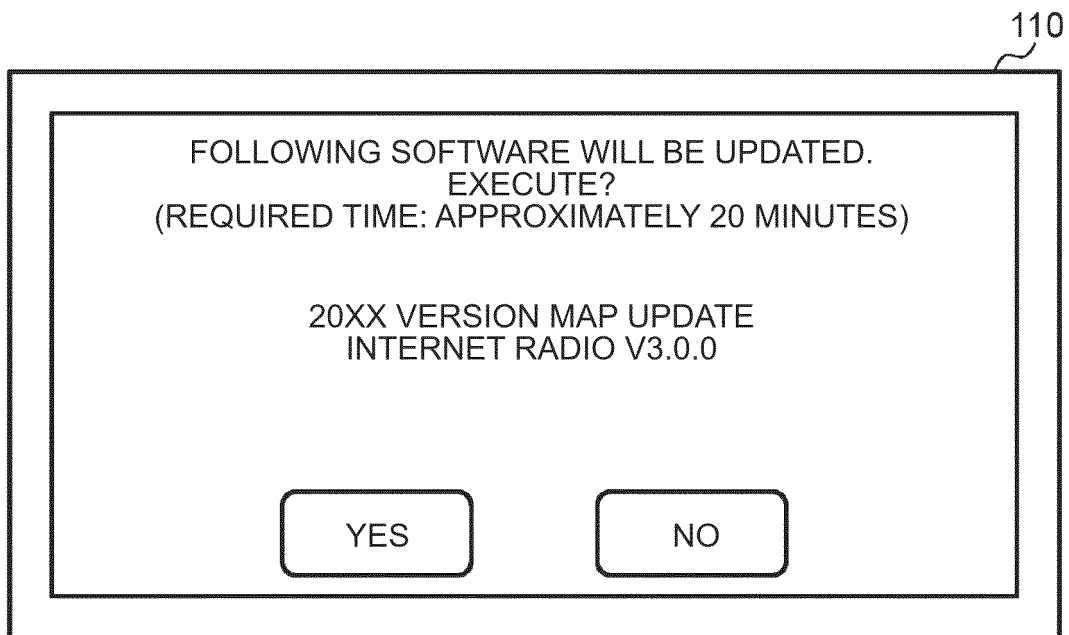 110
FOLLOWING SOFTWARE WILL BE UPDATED.
EXECUTE?
(REQUIRED TIME: APPROXIMATELY 20 MINUTES)
20XX VERSION MAP UPDATE
INTERNET RADIO V3.0.0
YES
NO